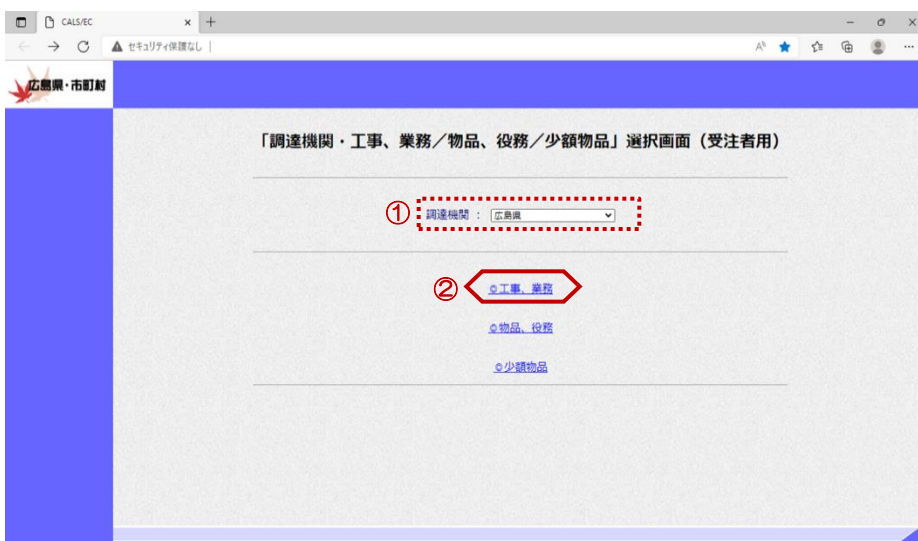 CALS/EC
セキュリティ保護なし
広島県・市町村
「調達機関・工事、業務／物品、役務／少額物品」選択画面（受注者用）
① 調達機関 ： 広島県
② ◎工事、業務
◎物品、役務
◎少額物品